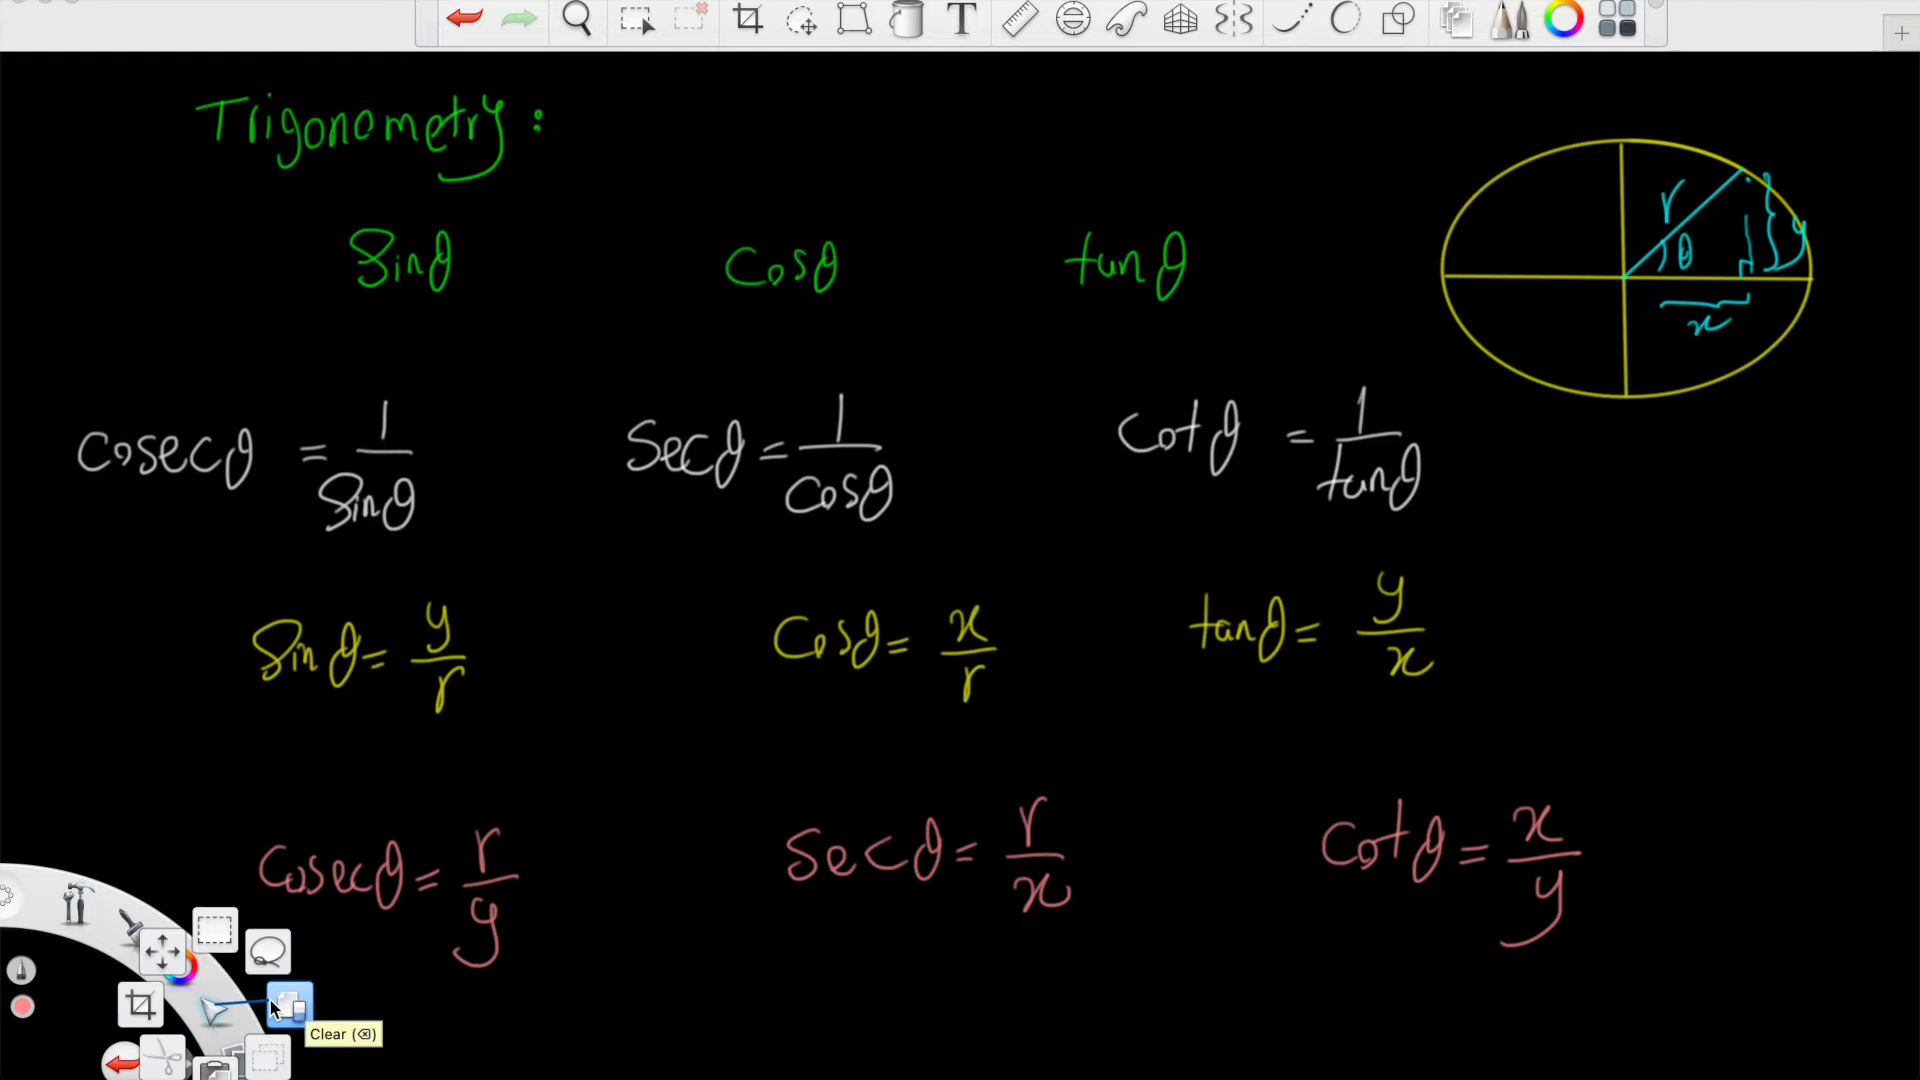 T
Trigonometry :
Sinθ Cosθ tanθ
r
θ
y
x
Cosecθ = 1/Sinθ Secθ = 1/Cosθ Cotθ = 1/tanθ
Sinθ = y/r Cosθ = x/r tanθ = y/x
Cosecθ = r/y Secθ = r/x Cotθ = x/y
Clear (⌫)